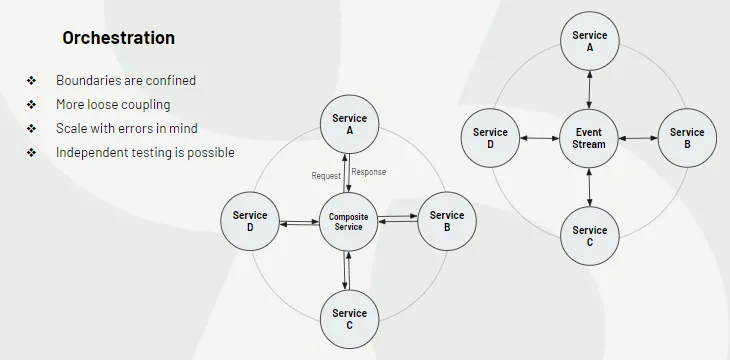 Orchestration
❖ Boundaries are confined
❖ More loose coupling
❖ Scale with errors in mind
❖ Independent testing is possible
Service
A
Request
Response
Service
D
Composite
Service
Service
B
Service
C
Service
A
Service
D
Event
Stream
Service
B
Service
C